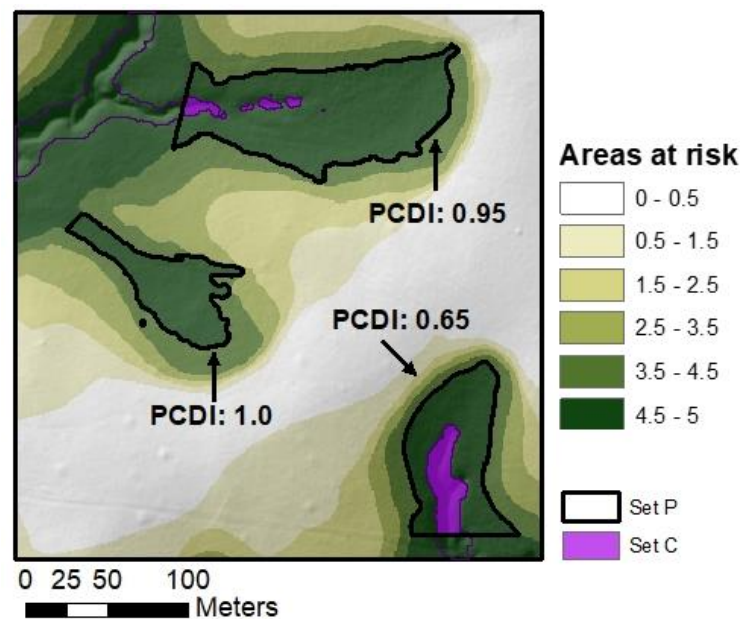 PCDI: 0.95
PCDI: 0.65
PCDI: 1.0
Areas at risk
0 - 0.5
0.5 - 1.5
1.5 - 2.5
2.5 - 3.5
3.5 - 4.5
4.5 - 5
Set P
Set C
0 25 50 100
Meters